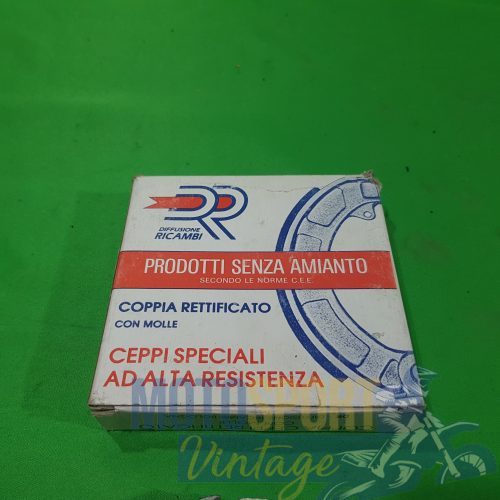 DR
DIFFUSIONE
RICAMBI
PRODOTTI SENZA AMIANTO
SECONDO LE NORME C.E.E.
COPPIA RETTIFICATO
CON MOLLE
CEPPI SPECIALI
AD ALTA RESISTENZA
MOTOSPORT
Vintage